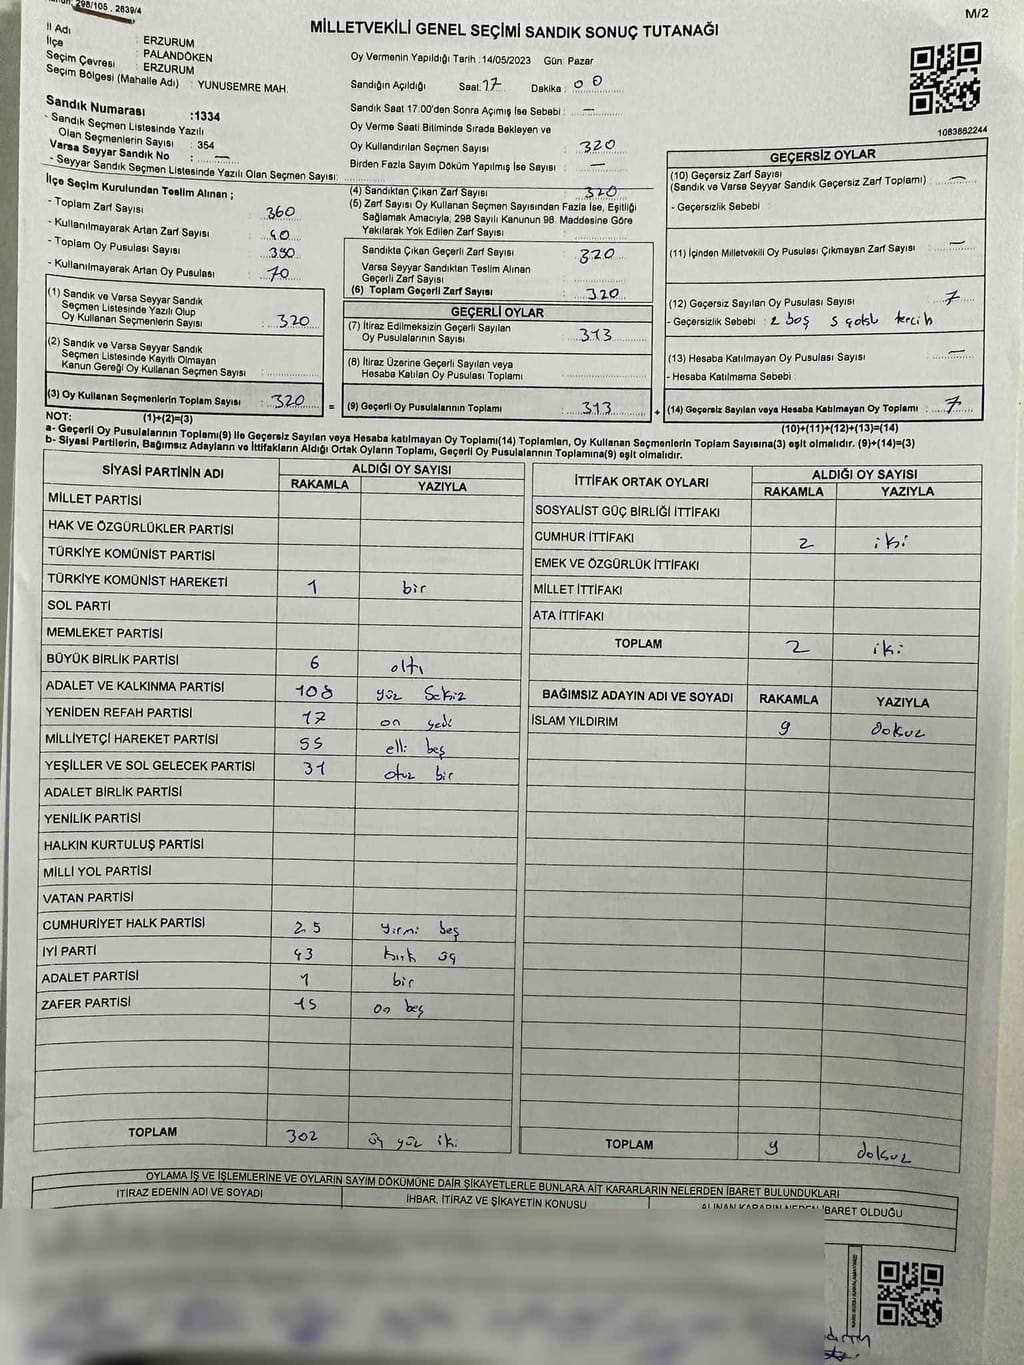 298/105, 2839/4
M/2
MİLLETVEKİLİ GENEL SEÇİMİ SANDIK SONUÇ TUTANAĞI
İl Adı : ERZURUM
İlçe : PALANDÖKEN
Seçim Çevresi : ERZURUM
Seçim Bölgesi (Mahalle Adı) : YUNUSEMRE MAH.
Sandık Numarası :1334
- Sandık Seçmen Listesinde Yazılı
Olan Seçmenlerin Sayısı : 354
Varsa Seyyar Sandık No : —
- Seyyar Sandık Seçmen Listesinde Yazılı Olan Seçmen Sayısı:
İlçe Seçim Kurulundan Teslim Alınan ;
- Toplam Zarf Sayısı : 360
- Kullanılmayarak Artan Zarf Sayısı : 40
- Toplam Oy Pusulası Sayısı : 390
- Kullanılmayarak Artan Oy Pusulası : 70
(1) Sandık ve Varsa Seyyar Sandık
Seçmen Listesinde Yazılı Olup
Oy Kullanan Seçmenlerin Sayısı : 320
(2) Sandık ve Varsa Seyyar Sandık
Seçmen Listesinde Kayıtlı Olmayan
Kanun Gereği Oy Kullanan Seçmen Sayısı :
(3) Oy Kullanan Seçmenlerin Toplam Sayısı : 320
Oy Vermenin Yapıldığı Tarih :14/05/2023 Gün: Pazar
Sandığın Açıldığı Saat: 17 Dakika : 00
Sandık Saat 17:00'den Sonra Açımış İse Sebebi : —
Oy Verme Saati Bitiminde Sırada Bekleyen ve
Oy Kullandırılan Seçmen Sayısı : 320
Birden Fazla Sayım Döküm Yapılmış İse Sayısı : —
(4) Sandıktan Çıkan Zarf Sayısı : 320
(5) Zarf Sayısı Oy Kullanan Seçmen Sayısından Fazla İse, Eşitliği
Sağlamak Amacıyla, 298 Sayılı Kanunun 98. Maddesine Göre
Yakılarak Yok Edilen Zarf Sayısı :
Sandıkta Çıkan Geçerli Zarf Sayısı : 320
Varsa Seyyar Sandıktan Teslim Alınan
Geçerli Zarf Sayısı :
(6) Toplam Geçerli Zarf Sayısı : 320
GEÇERLİ OYLAR
(7) İtiraz Edilmeksizin Geçerli Sayılan
Oy Pusulalarının Sayısı : 313
(8) İtiraz Üzerine Geçerli Sayılan veya
Hesaba Katılan Oy Pusulası Toplamı :
= (9) Geçerli Oy Pusulalarının Toplamı : 313
1083862244
GEÇERSİZ OYLAR
(10) Geçersiz Zarf Sayısı
(Sandık ve Varsa Seyyar Sandık Geçersiz Zarf Toplamı) : —
- Geçersizlik Sebebi :
(11) İçinden Milletvekili Oy Pusulası Çıkmayan Zarf Sayısı : —
(12) Geçersiz Sayılan Oy Pusulası Sayısı : 7
- Geçersizlik Sebebi : 2 boş 5 çoklu tercih
(13) Hesaba Katılmayan Oy Pusulası Sayısı : —
- Hesaba Katılmama Sebebi :
+ (14) Geçersiz Sayılan veya Hesaba Katılmayan Oy Toplamı : 7
NOT: (1)+(2)=(3)
(10)+(11)+(12)+(13)=(14)
a- Geçerli Oy Pusulalarının Toplamı(9) ile Geçersiz Sayılan veya Hesaba katılmayan Oy Toplamı(14) Toplamları, Oy Kullanan Seçmenlerin Toplam Sayısına(3) eşit olmalıdır. (9)+(14)=(3)
b- Siyasi Partilerin, Bağımsız Adayların ve İttifakların Aldığı Ortak Oyların Toplamı, Geçerli Oy Pusulalarının Toplamına(9) eşit olmalıdır.
SİYASİ PARTİNİN ADI ALDIĞI OY SAYISI
RAKAMLA YAZIYLA
MİLLET PARTİSİ
HAK VE ÖZGÜRLÜKLER PARTİSİ
TÜRKİYE KOMÜNİST PARTİSİ
TÜRKİYE KOMÜNİST HAREKETİ 1 bir
SOL PARTİ
MEMLEKET PARTİSİ
BÜYÜK BİRLİK PARTİSİ 6 altı
ADALET VE KALKINMA PARTİSİ 108 yüz Sekiz
YENİDEN REFAH PARTİSİ 17 on yedi
MİLLİYETÇİ HAREKET PARTİSİ 55 elli beş
YEŞİLLER VE SOL GELECEK PARTİSİ 31 otuz bir
ADALET BİRLİK PARTİSİ
YENİLİK PARTİSİ
HALKIN KURTULUŞ PARTİSİ
MİLLİ YOL PARTİSİ
VATAN PARTİSİ
CUMHURİYET HALK PARTİSİ 25 yirmi beş
İYİ PARTİ 43 kırk üç
ADALET PARTİSİ 1 bir
ZAFER PARTİSİ 15 on beş
TOPLAM 302 üç yüz iki
İTTİFAK ORTAK OYLARI ALDIĞI OY SAYISI
RAKAMLA YAZIYLA
SOSYALİST GÜÇ BİRLİĞİ İTTİFAKI
CUMHUR İTTİFAKI 2 iki
EMEK VE ÖZGÜRLÜK İTTİFAKI
MİLLET İTTİFAKI
ATA İTTİFAKI
TOPLAM 2 iki
BAĞIMSIZ ADAYIN ADI VE SOYADI RAKAMLA YAZIYLA
İSLAM YILDIRIM 9 dokuz
TOPLAM 9 dokuz
OYLAMA İŞ VE İŞLEMLERİNE VE OYLARIN SAYIM DÖKÜMÜNE DAİR ŞİKAYETLERLE BUNLARA AİT KARARLARIN NELERDEN İBARET BULUNDUKLARI
İTİRAZ EDENİN ADI VE SOYADI İHBAR, İTİRAZ VE ŞİKAYETİN KONUSU ALINAN KARARIN NEDEN İBARET OLDUĞU